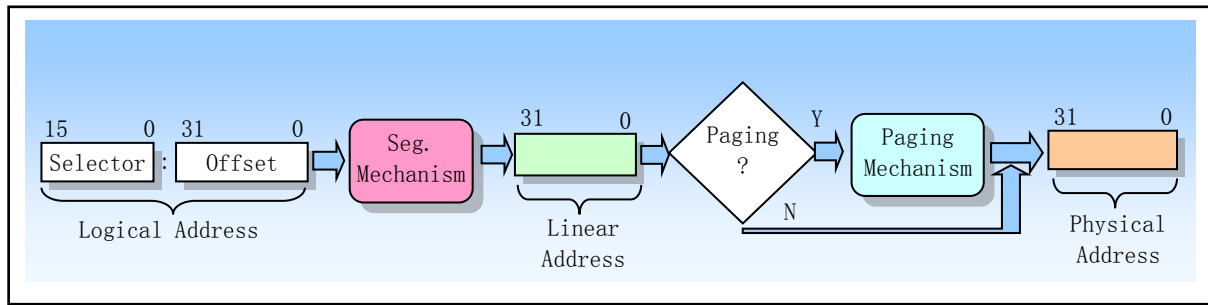 15 0 31 0
Selector : Offset
Logical Address
Seg.
Mechanism
31 0
Linear
Address
Paging
?
Y
N
Paging
Mechanism
31 0
Physical
Address